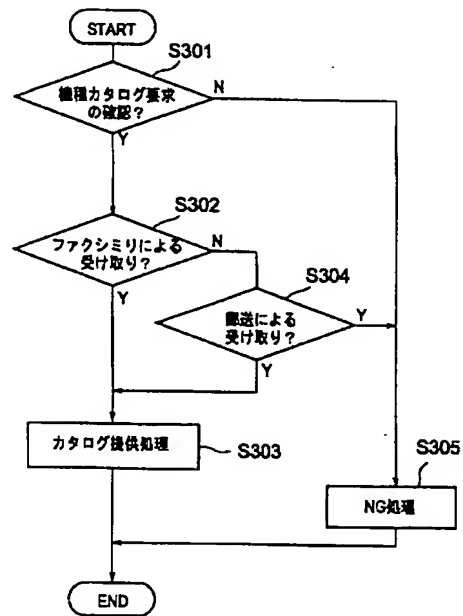 START
S301
機種カタログ要求
の確認?
N
Y
S302
ファクシミリによる
受け取り?
N
Y
S304
郵送による
受け取り?
Y
Y
カタログ提供処理
S303
S305
NG処理
END